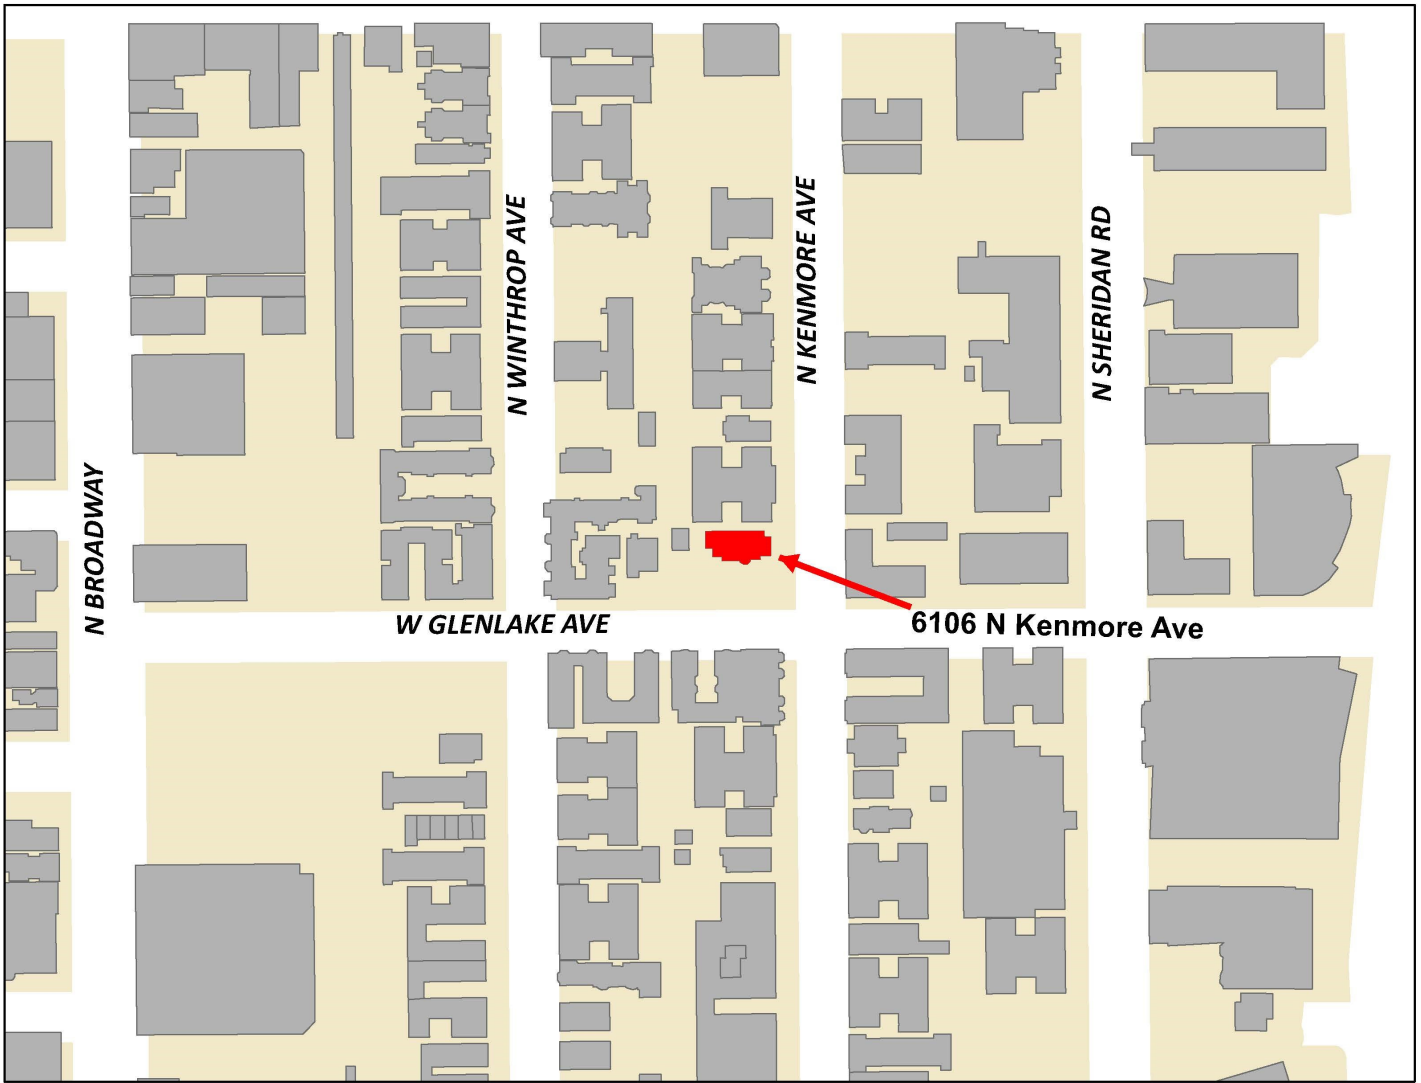 N WINTHROP AVE
N KENMORE AVE
N SHERIDAN RD
N BROADWAY
W GLENLAKE AVE
6106 N Kenmore Ave